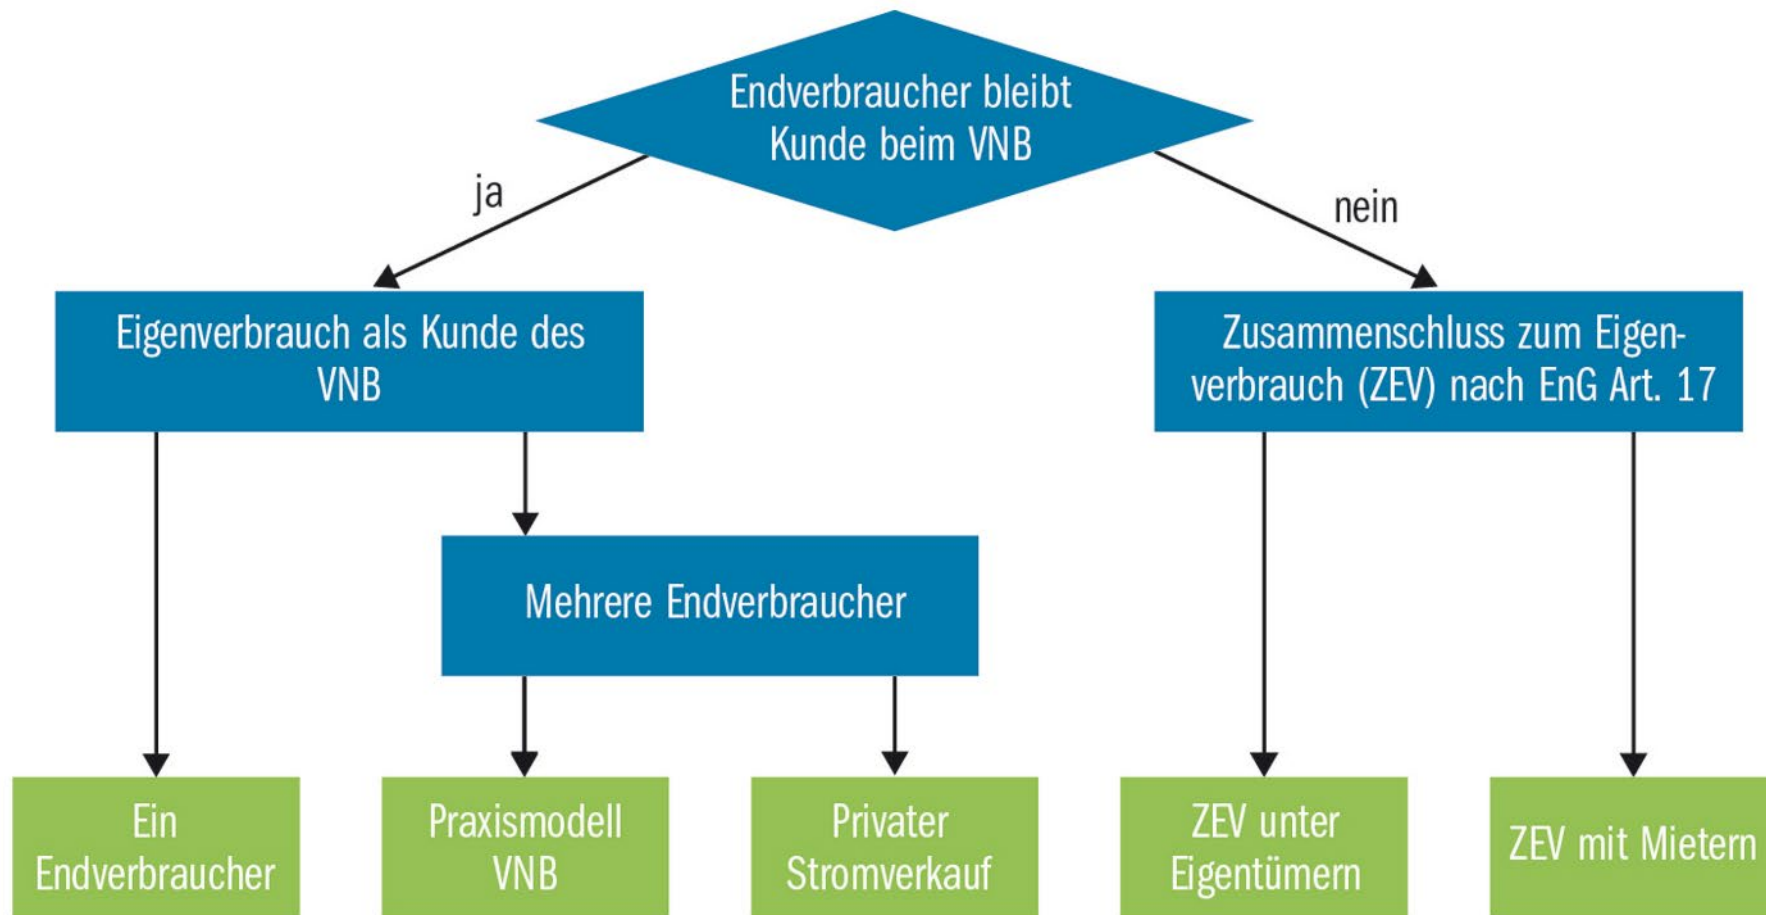 Endverbraucher bleibt
Kunde beim VNB
ja
nein
Eigenverbrauch als Kunde des
VNB
Zusammenschluss zum Eigen-
verbrauch (ZEV) nach EnG Art. 17
Mehrere Endverbraucher
Ein
Endverbraucher
Praxismodell
VNB
Privater
Stromverkauf
ZEV unter
Eigentümern
ZEV mit Mietern